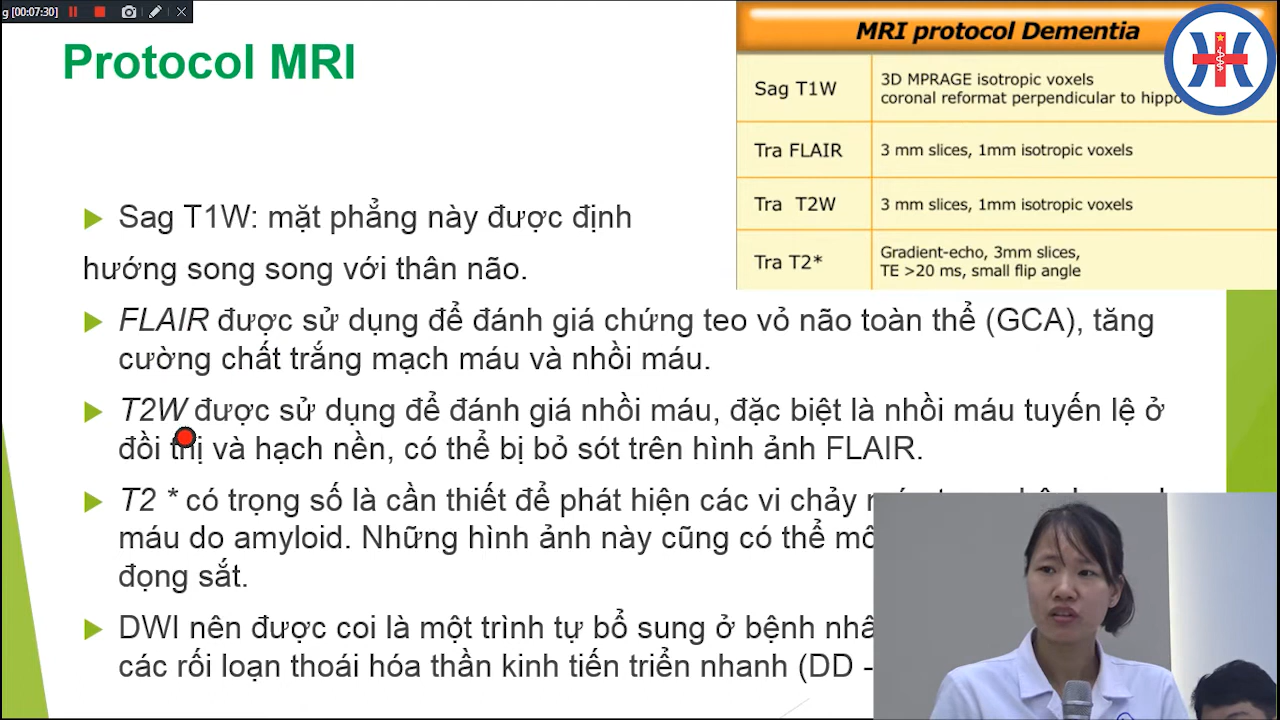 g [00:07:30]
Protocol MRI
MRI protocol Dementia
Sag T1W
3D MPRAGE isotropic voxels
coronal reformat perpendicular to
Tra FLAIR
3 mm slices, 1mm isotropic voxels
Tra T2W
3 mm slices, 1mm isotropic voxels
Tra T2*
Gradient-echo, 3mm slices,
TE >20 ms, small flip angle
Sag T1W: mặt phẳng này được định
hướng song song với thân não.
FLAIR được sử dụng để đánh giá chứng teo vỏ não toàn thể (GCA), tăng
cường chất trắng mạch máu và nhồi máu.
T2W được sử dụng để đánh giá nhồi máu, đặc biệt là nhồi máu tuyến lệ ở
đồi thị và hạch nền, có thể bị bỏ sót trên hình ảnh FLAIR.
T2 * có trọng số là cần thiết để phát hiện các vi chảy
máu do amyloid. Những hình ảnh này cũng có thể
đọng sắt.
DWI nên được coi là một trình tự bổ sung ở bệnh
các rối loạn thoái hóa thần kinh tiến triển nhanh (DD -